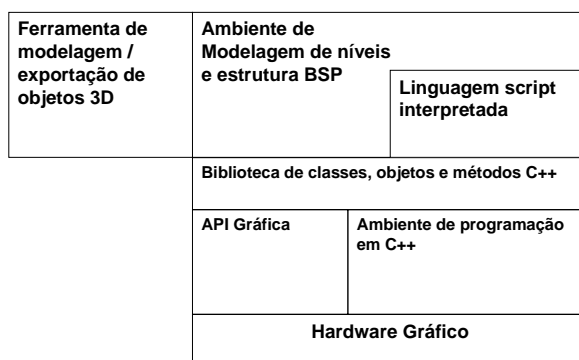 Ferramenta de
modelagem /
exportação de
objetos 3D
Ambiente de
Modelagem de níveis
e estrutura BSP
Linguagem script
interpretada
Biblioteca de classes, objetos e métodos C++
API Gráfica
Ambiente de programação
em C++
Hardware Gráfico